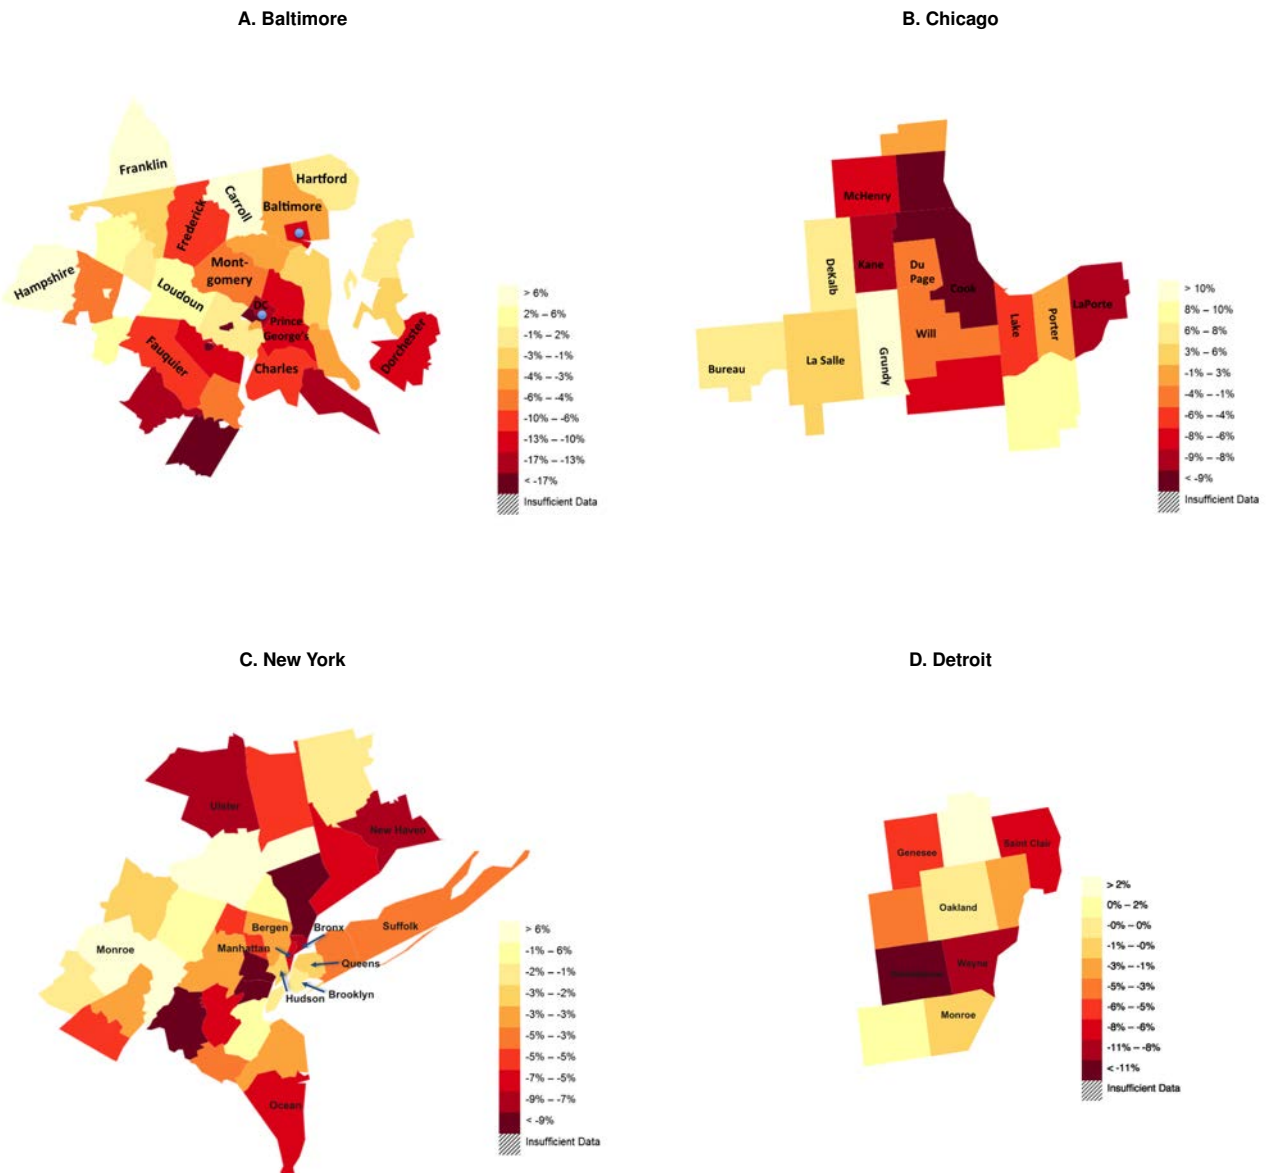 A. Baltimore
Franklin
Hartford
Carroll
Baltimore
Frederick
Hampshire
Mont-
gomery
Loudoun
DC
Prince
George's
Fauquier
Charles
Dorchester
> 6%
2% – 6%
-1% – 2%
-3% – -1%
-4% – -3%
-6% – -4%
-10% – -6%
-13% – -10%
-17% – -13%
< -17%
Insufficient Data
B. Chicago
McHenry
Kane
DeKalb
Du
Page
Cook
LaPorte
Lake
Porter
Will
La Salle
Grundy
Bureau
> 10%
8% – 10%
6% – 8%
3% – 6%
-1% – 3%
-4% – -1%
-6% – -4%
-8% – -6%
-9% – -8%
< -9%
Insufficient Data
C. New York
Ulster
New Haven
Bergen
Bronx
Suffolk
Manhattan
Monroe
Queens
Hudson
Brooklyn
Ocean
> 6%
-1% – 6%
-2% – -1%
-3% – -2%
-3% – -3%
-5% – -3%
-5% – -5%
-7% – -5%
-9% – -7%
< -9%
Insufficient Data
D. Detroit
Genesee
Saint Clair
Oakland
Wayne
Monroe
> 2%
0% – 2%
-0% – 0%
-1% – -0%
-3% – -1%
-5% – -3%
-6% – -5%
-8% – -6%
-11% – -8%
< -11%
Insufficient Data